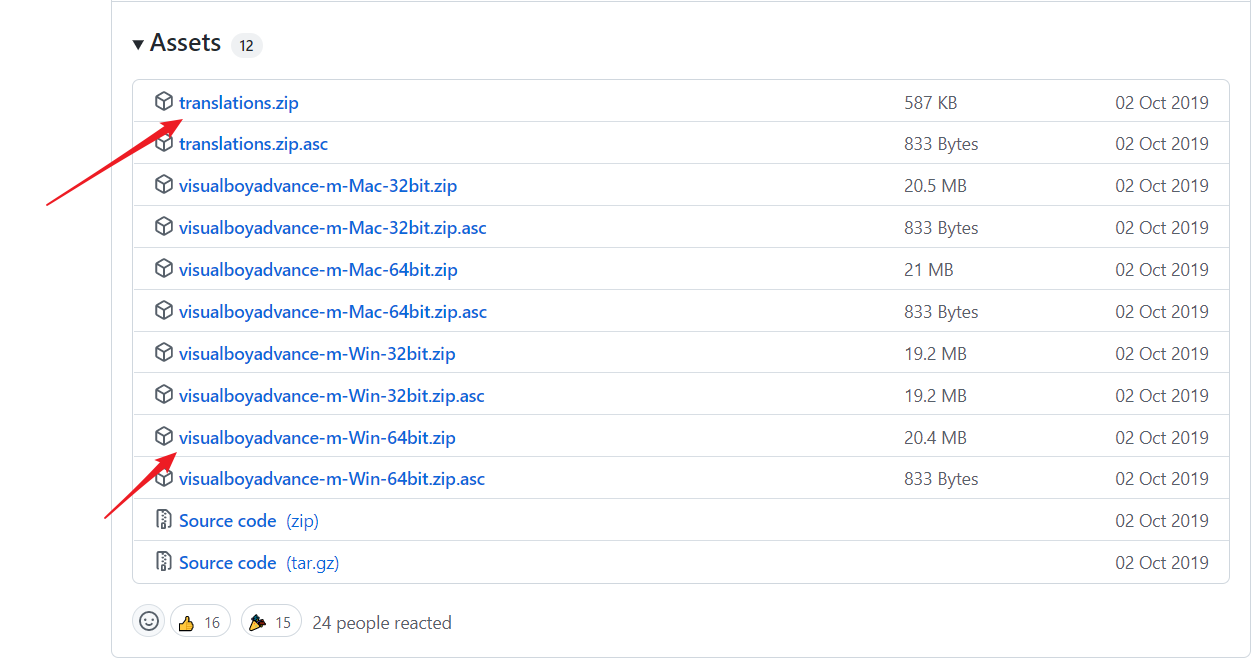 Assets 12
translations.zip 587 KB 02 Oct 2019
translations.zip.asc 833 Bytes 02 Oct 2019
visualboyadvance-m-Mac-32bit.zip 20.5 MB 02 Oct 2019
visualboyadvance-m-Mac-32bit.zip.asc 833 Bytes 02 Oct 2019
visualboyadvance-m-Mac-64bit.zip 21 MB 02 Oct 2019
visualboyadvance-m-Mac-64bit.zip.asc 833 Bytes 02 Oct 2019
visualboyadvance-m-Win-32bit.zip 19.2 MB 02 Oct 2019
visualboyadvance-m-Win-32bit.zip.asc 19.2 MB 02 Oct 2019
visualboyadvance-m-Win-64bit.zip 20.4 MB 02 Oct 2019
visualboyadvance-m-Win-64bit.zip.asc 833 Bytes 02 Oct 2019
Source code (zip) 02 Oct 2019
Source code (tar.gz) 02 Oct 2019
16 15 24 people reacted